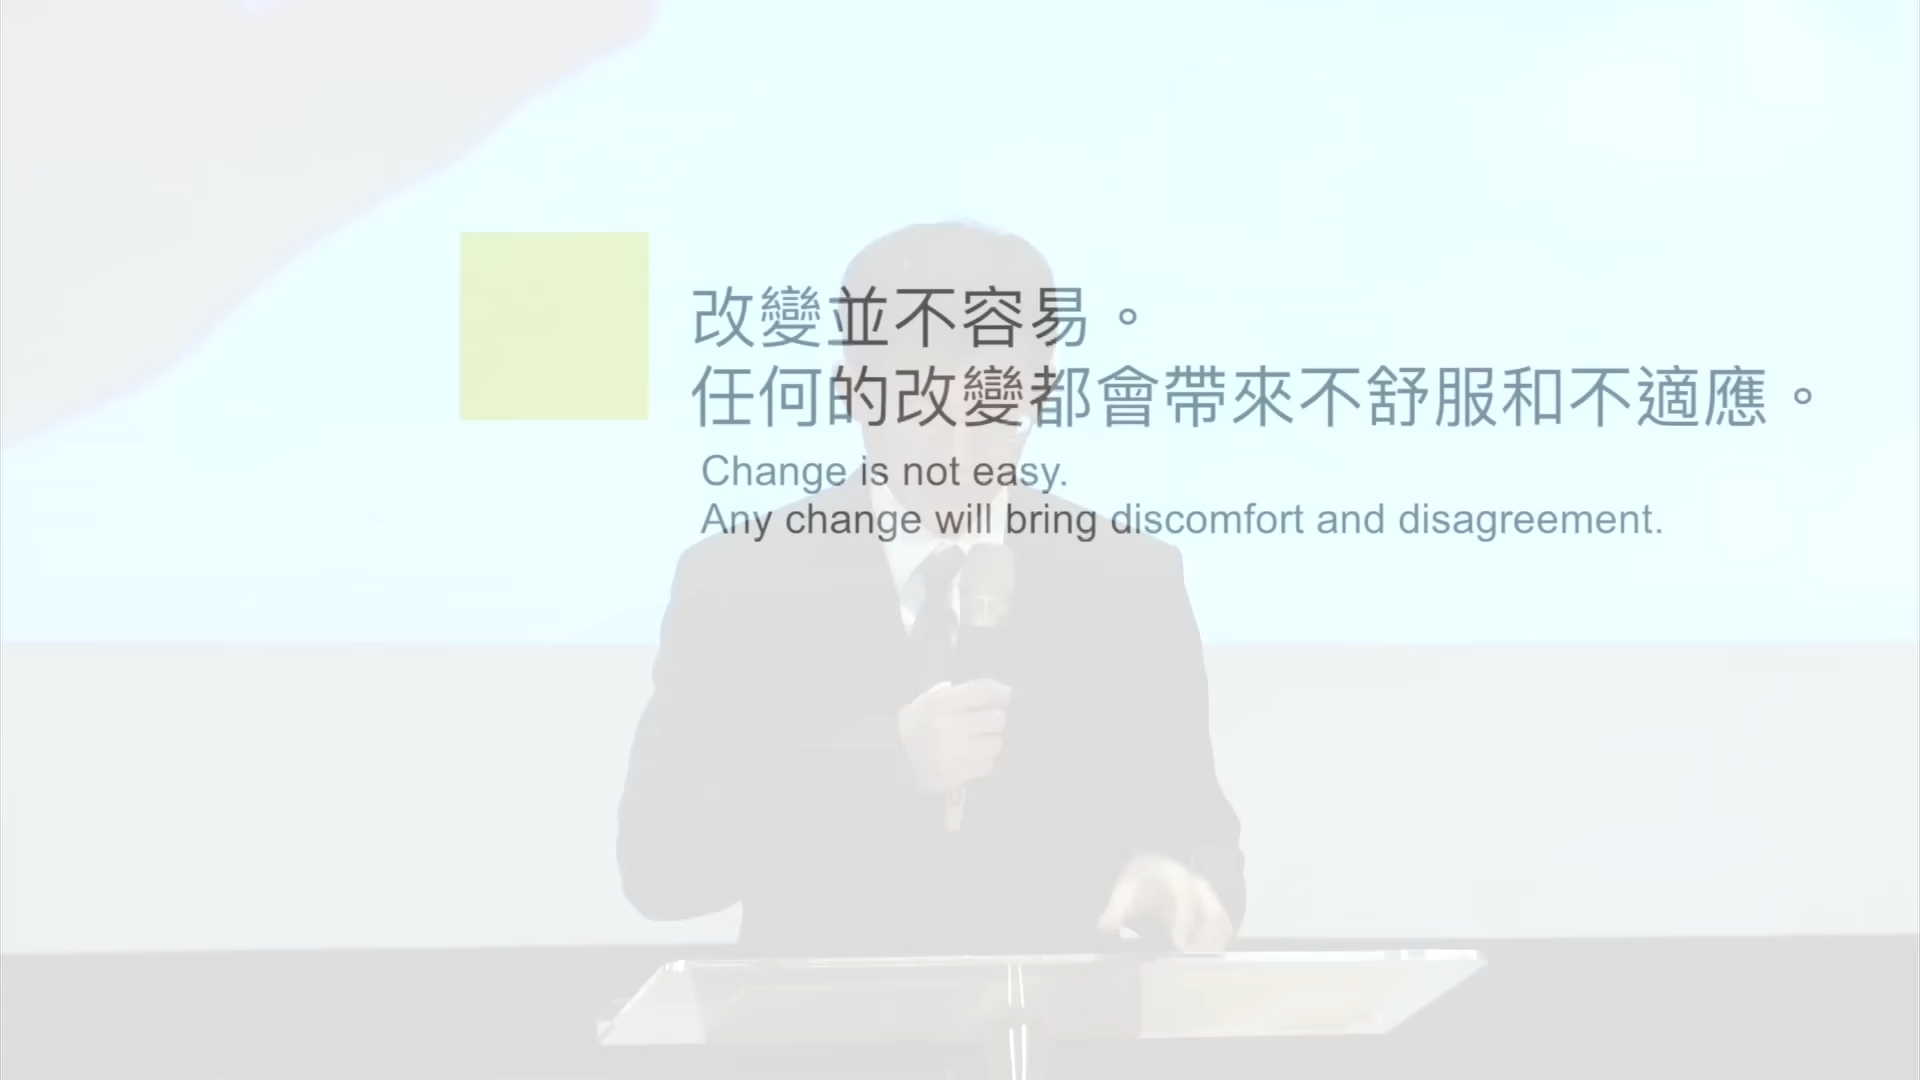 改變並不容易。
任何的改變都會帶來不舒服和不適應。
Change is not easy.
Any change will bring discomfort and disagreement.